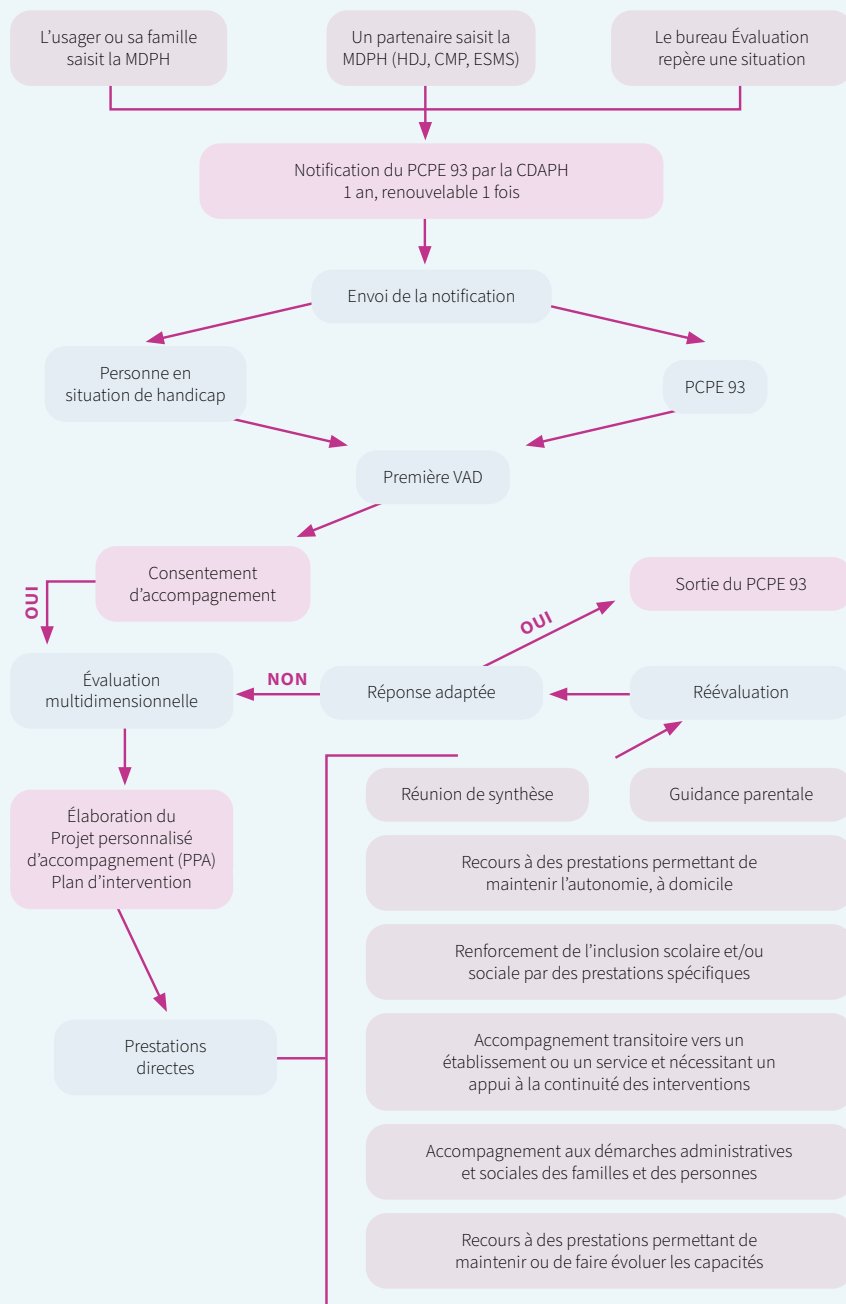 L’usager ou sa famille
saisit la MDPH
Un partenaire saisit la
MDPH (HDJ, CMP, ESMS)
Le bureau Évaluation
repère une situation
Notification du PCPE 93 par la CDAPH
1 an, renouvelable 1 fois
Envoi de la notification
Personne en
situation de handicap
PCPE 93
Première VAD
Consentement
d’accompagnement
OUI
Sortie du PCPE 93
OUI
Évaluation
multidimensionnelle
NON
Réponse adaptée
Réévaluation
Élaboration du
Projet personnalisé
d’accompagnement (PPA)
Plan d’intervention
Prestations
directes
Réunion de synthèse
Guidance parentale
Recours à des prestations permettant de
maintenir l’autonomie, à domicile
Renforcement de l’inclusion scolaire et/ou
sociale par des prestations spécifiques
Accompagnement transitoire vers un
établissement ou un service et nécessitant un
appui à la continuité des interventions
Accompagnement aux démarches administratives
et sociales des familles et des personnes
Recours à des prestations permettant de
maintenir ou de faire évoluer les capacités